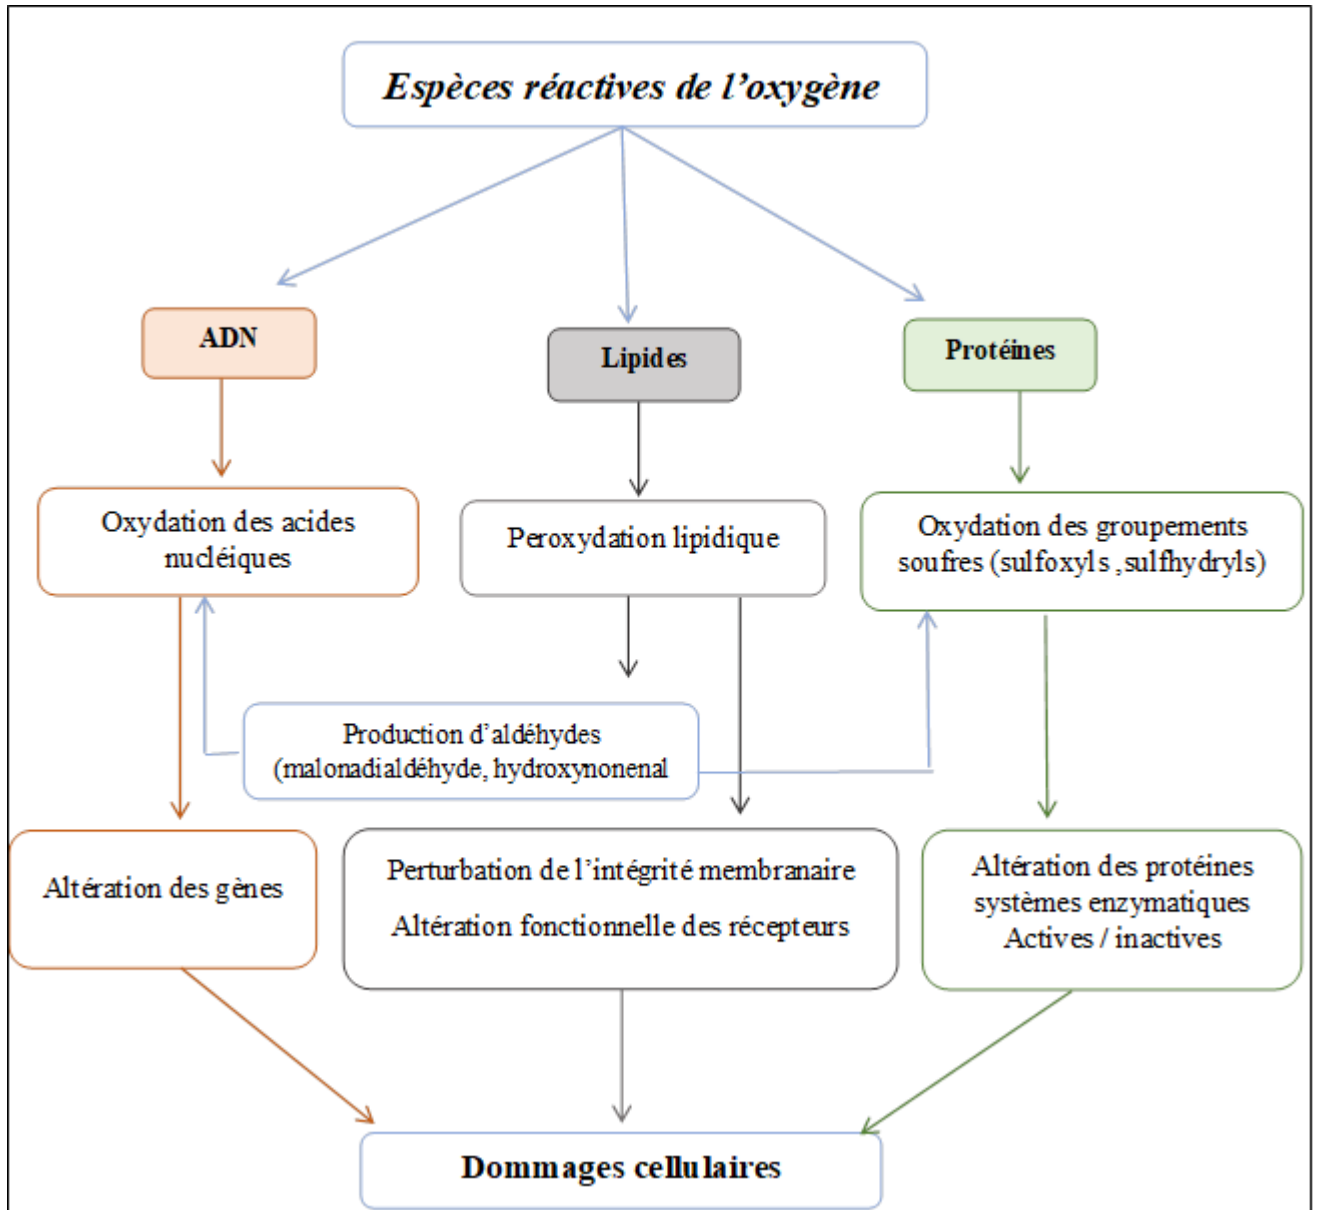 Espèces réactives de l’oxygène
ADN
Lipides
Protéines
Oxydation des acides
nucléiques
Peroxydation lipidique
Oxydation des groupements
soufres (sulfoxyls ,sulfhydryls)
Production d’aldéhydes
(malonadialdéhyde, hydroxynonenal
Altération des gènes
Perturbation de l’intégrité membranaire
Altération fonctionnelle des récepteurs
Altération des protéines
systèmes enzymatiques
Actives / inactives
Dommages cellulaires